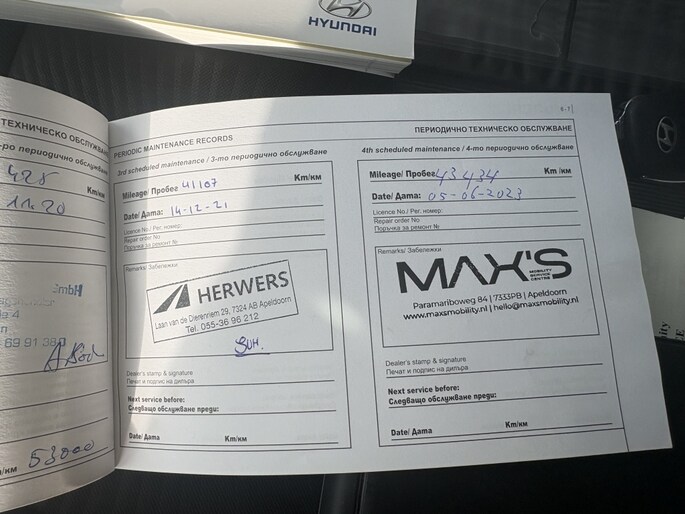 HYUNDAI
6-7
ТЕХНИЧЕСКО ОБСЛУЖВАНЕ
-ро периодично обслужване
428 Km/км
11.20
Hbm
69 91 38
км 53000
PERIODIC MAINTENANCE RECORDS
3rd scheduled maintenance / 3-то периодично обслужване
Mileage/ Пробег 41107 Km/км
Date/ Дата: 14-12-21
Licence No./ Рег. номер:
Repair order No
Поръчка за ремонт №
Remarks/ Забележки
HERWERS
Laan van de Dierenriem 29, 7324 AB Apeldoorn
Tel. 055-36 96 212
Dealer's stamp & signature
Печат и подпис на дилъра
Next service before:
Следващо обслужване преди:
Date/ Дата Km/км
ПЕРИОДИЧНО ТЕХНИЧЕСКО ОБСЛУЖВАНЕ
4th scheduled maintenance / 4-то периодично обслужване
Mileage/ Пробег 43434 Km/км
Date/ Дата: 05-06-2023
Licence No./ Рег. номер:
Repair order No
Поръчка за ремонт №
Remarks/ Забележки
MAX'S
MOBILITY
SERVICE
CENTRE
Paramariboweg 84 | 7333PB | Apeldoorn
www.maxsmobility.nl | hello@maxsmobility.nl
Dealer's stamp & signature
Печат и подпис на дилъра
Next service before:
Следващо обслужване преди:
Date/ Дата Km/км